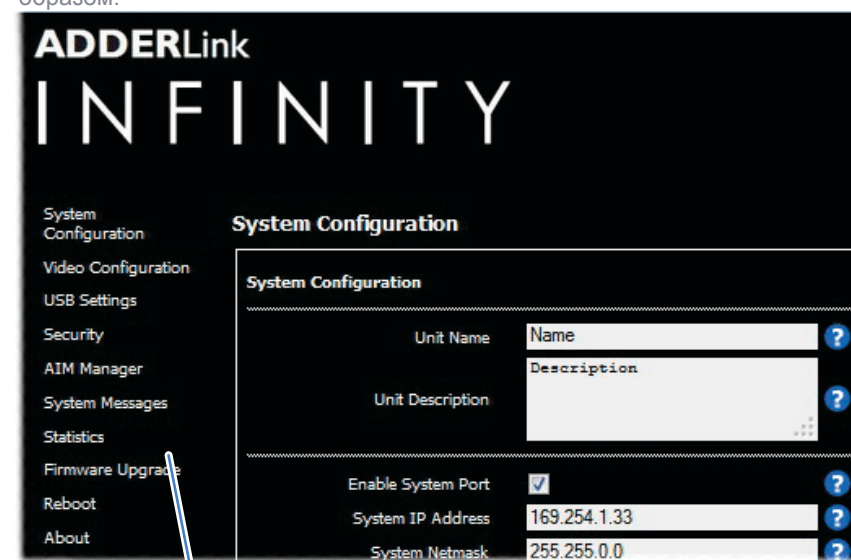 образом.
ADDERLink
INFINITY
System
Configuration
Video Configuration
USB Settings
Security
AIM Manager
System Messages
Statistics
Firmware Upgrade
Reboot
About
System Configuration
System Configuration
Unit Name
Name
?
Unit Description
Description
?
Enable System Port
?
System IP Address
169.254.1.33
?
System Netmask
255.255.0.0
?